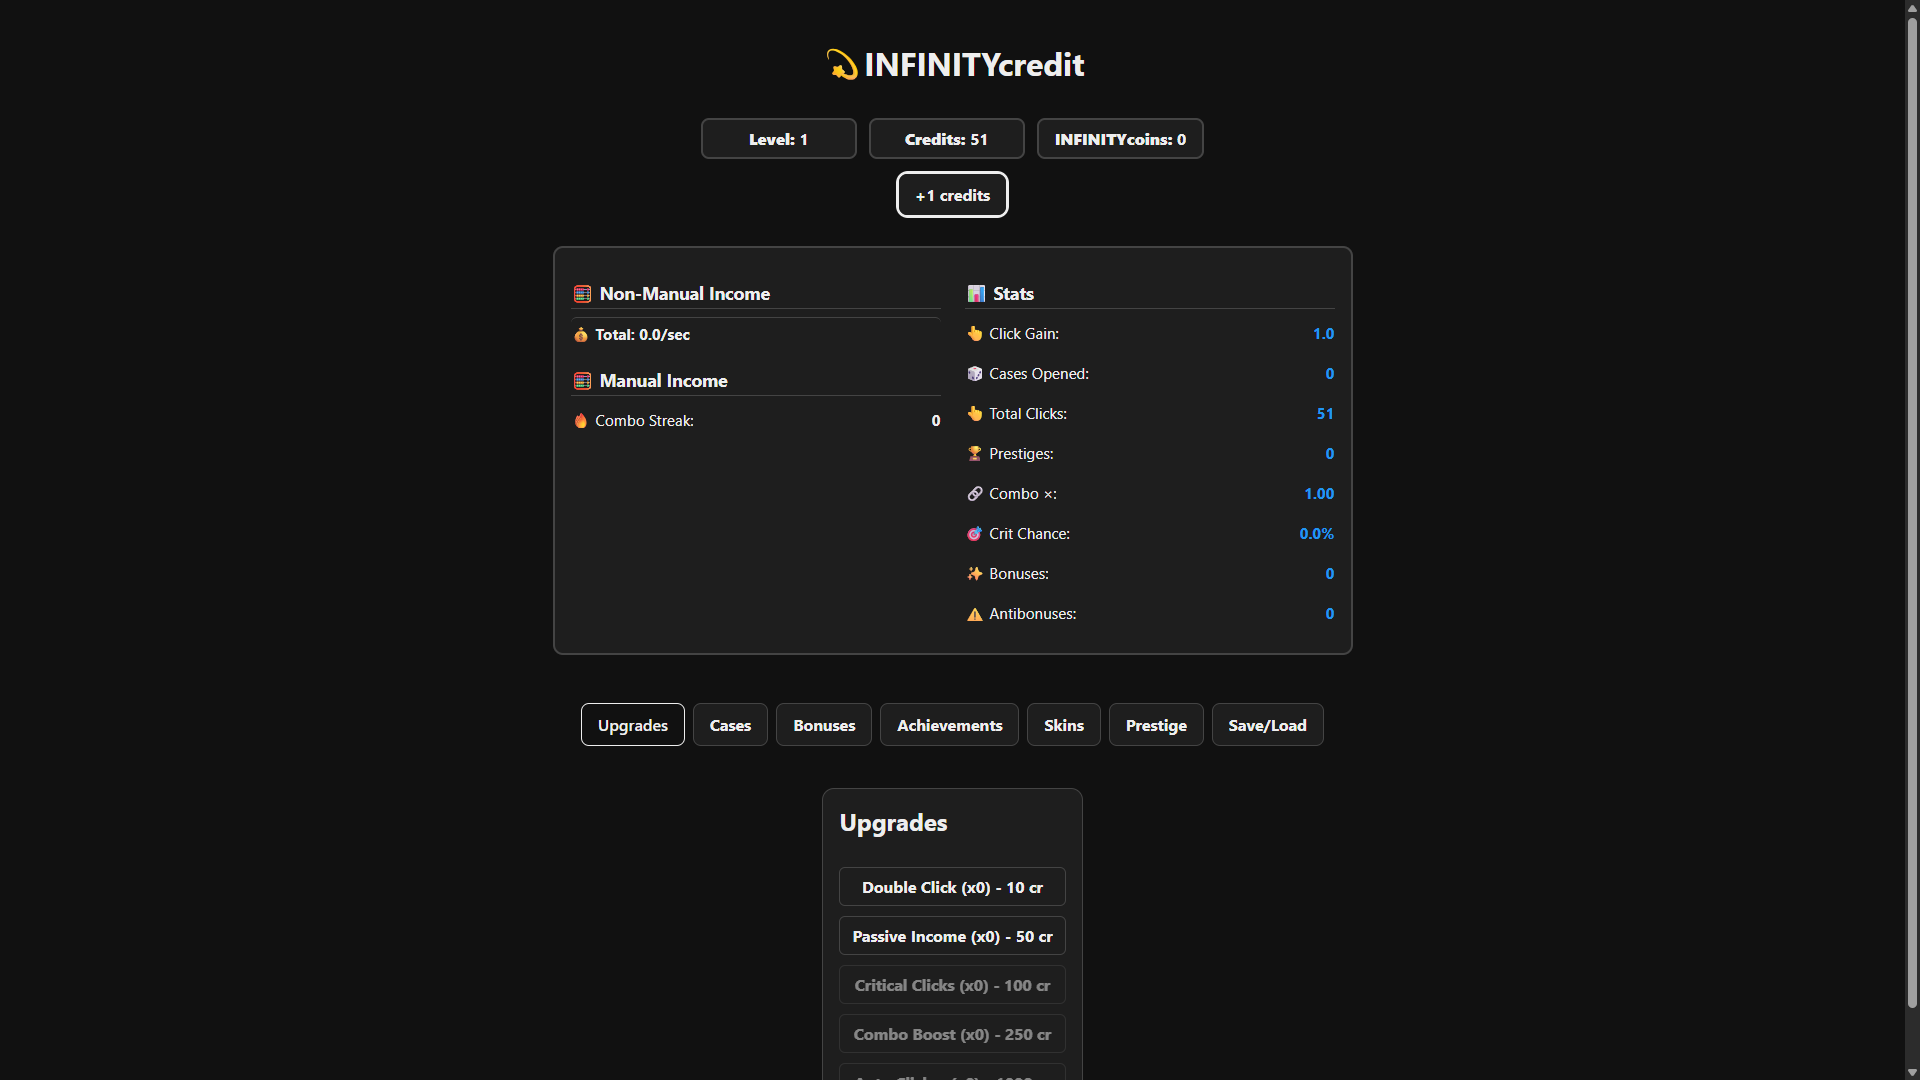 INFINITYcredit
Level: 1
Credits: 51
INFINITYcoins: 0
+1 credits
Non-Manual Income
Total: 0.0/sec
Manual Income
Combo Streak: 0
Stats
Click Gain: 1.0
Cases Opened: 0
Total Clicks: 51
Prestiges: 0
Combo ×: 1.00
Crit Chance: 0.0%
Bonuses: 0
Antibonuses: 0
Upgrades
Cases
Bonuses
Achievements
Skins
Prestige
Save/Load
Upgrades
Double Click (x0) - 10 cr
Passive Income (x0) - 50 cr
Critical Clicks (x0) - 100 cr
Combo Boost (x0) - 250 cr